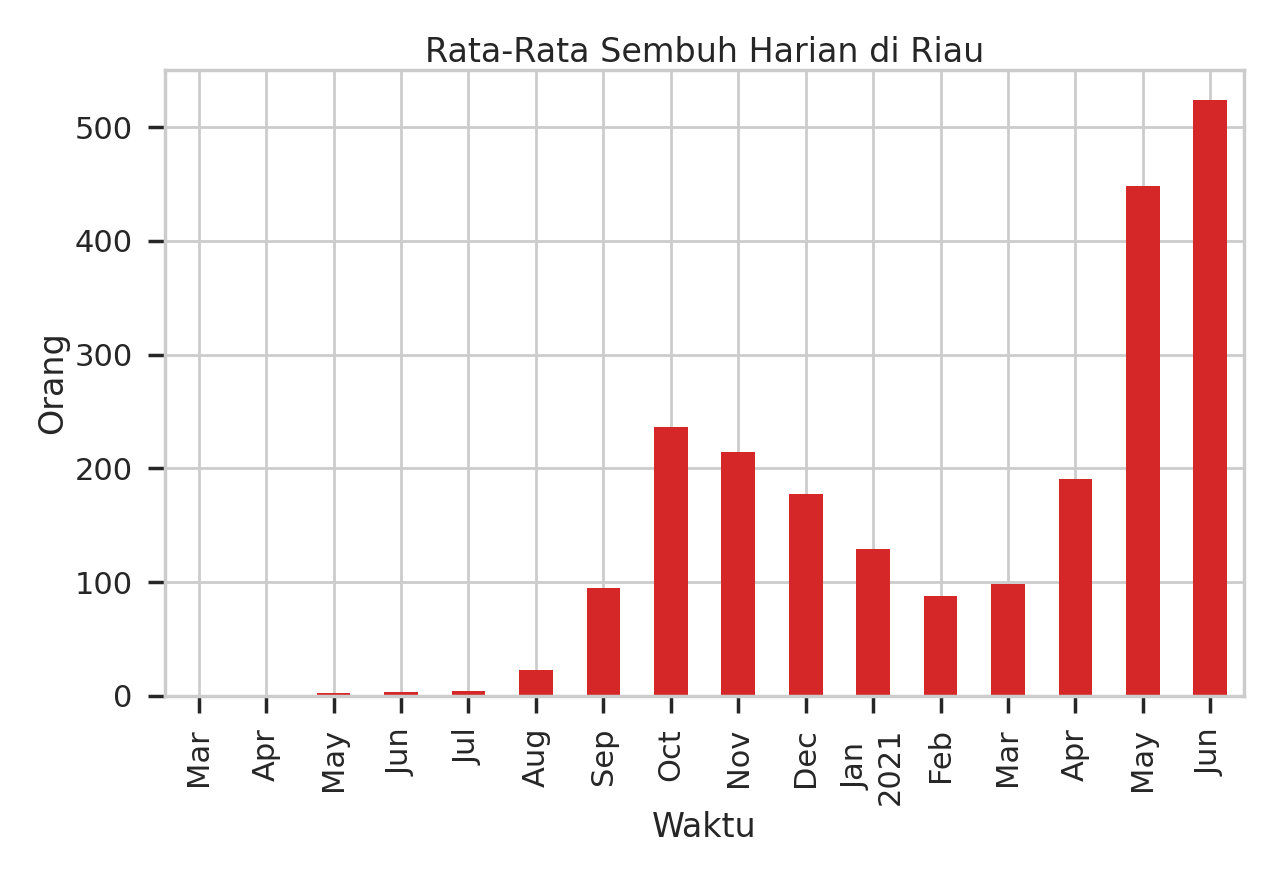 Rata-Rata Sembuh Harian di Riau
500
400
300
200
100
0
Orang
Mar
Apr
May
Jun
Jul
Aug
Sep
Oct
Nov
Dec
Jan
2021
Feb
Mar
Apr
May
Jun
Waktu